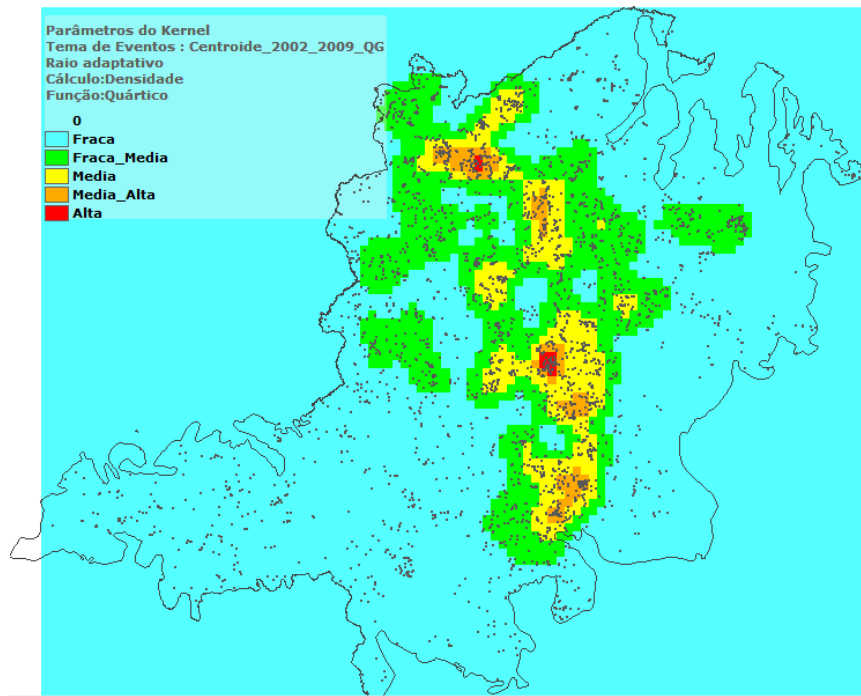 Parâmetros do Kernel
Tema de Eventos : Centroide_2002_2009_QG
Raio adaptativo
Cálculo:Densidade
Função:Quártico
0
Fraca
Fraca_Media
Media
Media_Alta
Alta